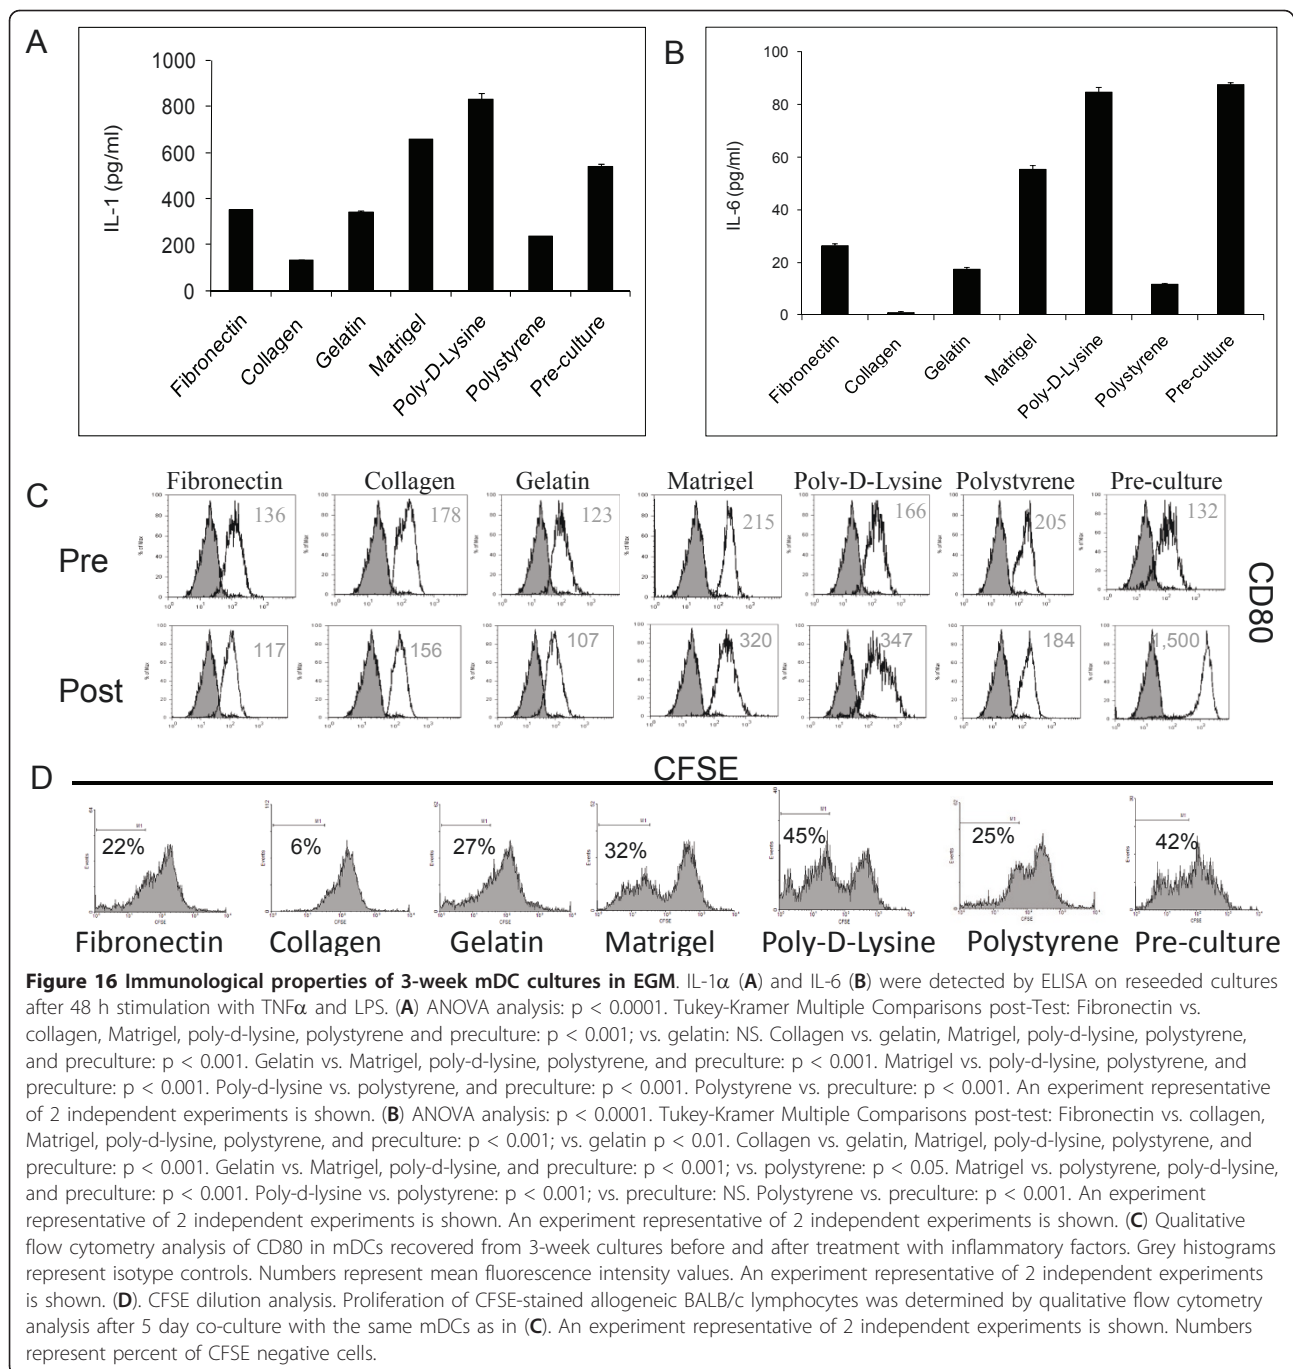 A
1000
800
600
400
200
0
IL-1 (pg/ml)
Fibronectin
Collagen
Gelatin
Matrigel
Poly-D-Lysine
Polystyrene
Pre-culture
B
100
80
60
40
20
0
IL-6 (pg/ml)
Fibronectin
Collagen
Gelatin
Matrigel
Poly-D-Lysine
Polystyrene
Pre-culture
C
Fibronectin Collagen Gelatin Matrigel Poly-D-Lysine Polystyrene Pre-culture
Pre
136 178 123 215 166 205 132
Post
117 156 107 320 347 184 1,500
CD80
CFSE
D
22% 6% 27% 32% 45% 25% 42%
Fibronectin Collagen Gelatin Matrigel Poly-D-Lysine Polystyrene Pre-culture
Figure 16 Immunological properties of 3-week mDC cultures in EGM. IL-1α (A) and IL-6 (B) were detected by ELISA on reseeded cultures
after 48 h stimulation with TNFα and LPS. (A) ANOVA analysis: p < 0.0001. Tukey-Kramer Multiple Comparisons post-Test: Fibronectin vs.
collagen, Matrigel, poly-d-lysine, polystyrene and preculture: p < 0.001; vs. gelatin: NS. Collagen vs. gelatin, Matrigel, poly-d-lysine, polystyrene,
and preculture: p < 0.001. Gelatin vs. Matrigel, poly-d-lysine, polystyrene, and preculture: p < 0.001. Matrigel vs. poly-d-lysine, polystyrene, and
preculture: p < 0.001. Poly-d-lysine vs. polystyrene, and preculture: p < 0.001. Polystyrene vs. preculture: p < 0.001. An experiment representative
of 2 independent experiments is shown. (B) ANOVA analysis: p < 0.0001. Tukey-Kramer Multiple Comparisons post-test: Fibronectin vs. collagen,
Matrigel, poly-d-lysine, polystyrene, and preculture: p < 0.001; vs. gelatin p < 0.01. Collagen vs. gelatin, Matrigel, poly-d-lysine, polystyrene, and
preculture: p < 0.001. Gelatin vs. Matrigel, poly-d-lysine, and preculture: p < 0.001; vs. polystyrene: p < 0.05. Matrigel vs. polystyrene, poly-d-lysine,
and preculture: p < 0.001. Poly-d-lysine vs. polystyrene: p < 0.001; vs. preculture: NS. Polystyrene vs. preculture: p < 0.001. An experiment
representative of 2 independent experiments is shown. An experiment representative of 2 independent experiments is shown. (C) Qualitative
flow cytometry analysis of CD80 in mDCs recovered from 3-week cultures before and after treatment with inflammatory factors. Grey histograms
represent isotype controls. Numbers represent mean fluorescence intensity values. An experiment representative of 2 independent experiments
is shown. (D). CFSE dilution analysis. Proliferation of CFSE-stained allogeneic BALB/c lymphocytes was determined by qualitative flow cytometry
analysis after 5 day co-culture with the same mDCs as in (C). An experiment representative of 2 independent experiments is shown. Numbers
represent percent of CFSE negative cells.